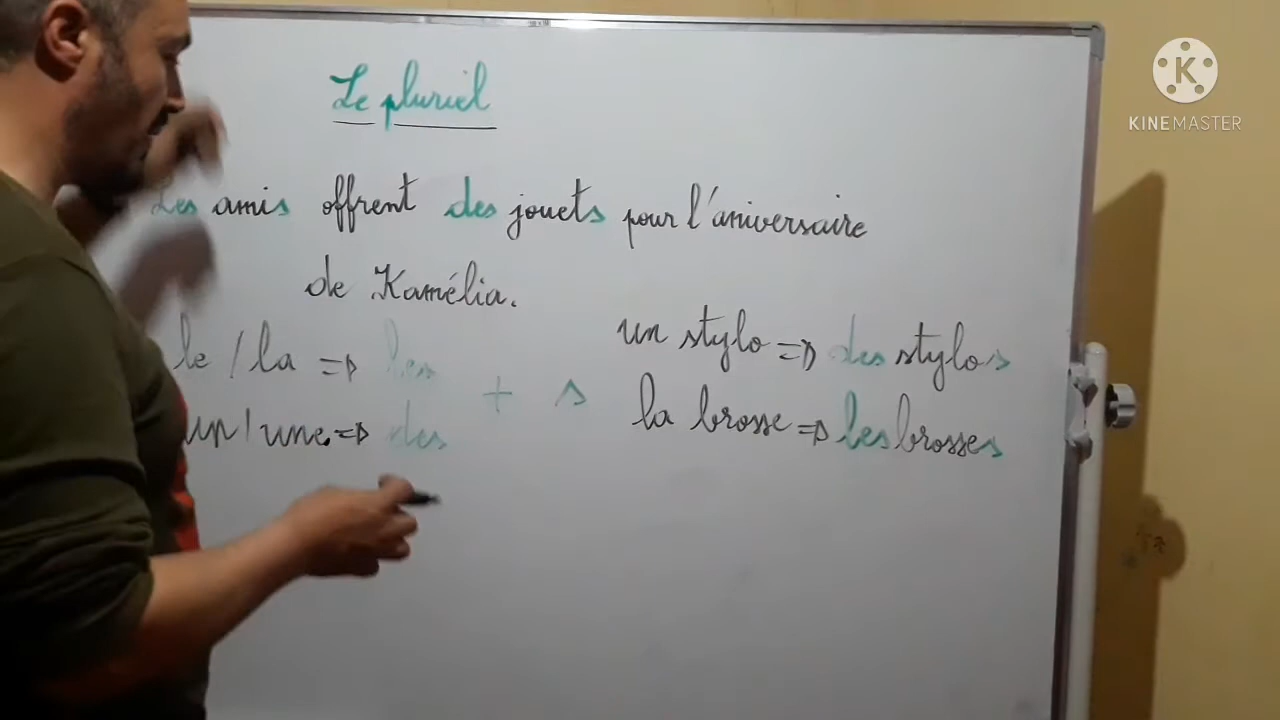 Le pluriel
Les amis offrent des jouets pour l'aniversaire
de Kamélia.
le / la => les
un / une => des
+ s
un stylo => des stylos
la brosse => les brosses
KINEMASTER